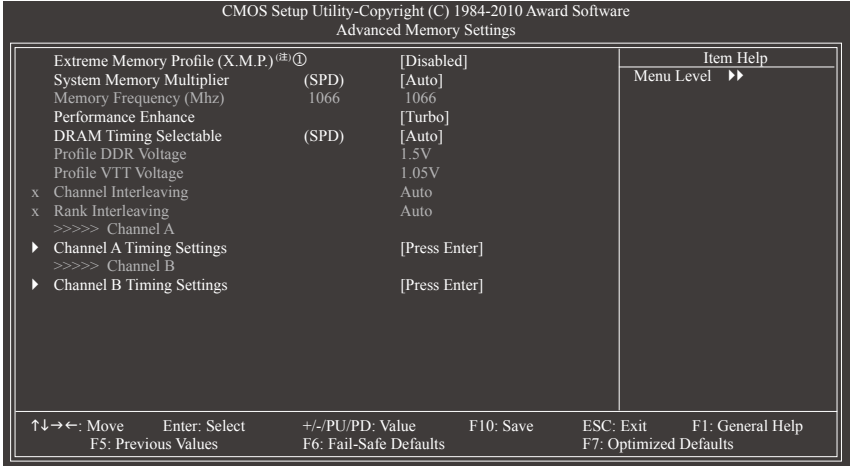 CMOS Setup Utility-Copyright (C) 1984-2010 Award Software
Advanced Memory Settings
Extreme Memory Profile (X.M.P.) (注)① [Disabled]
Item Help
System Memory Multiplier (SPD) [Auto]
Menu Level ▶▶
Memory Frequency (Mhz) 1066 1066
Performance Enhance [Turbo]
DRAM Timing Selectable (SPD) [Auto]
Profile DDR Voltage 1.5V
Profile VTT Voltage 1.05V
x Channel Interleaving Auto
x Rank Interleaving Auto
>>>>> Channel A
▶ Channel A Timing Settings [Press Enter]
>>>>> Channel B
▶ Channel B Timing Settings [Press Enter]
↑↓→←: Move Enter: Select +/-/PU/PD: Value F10: Save ESC: Exit F1: General Help
F5: Previous Values F6: Fail-Safe Defaults F7: Optimized Defaults